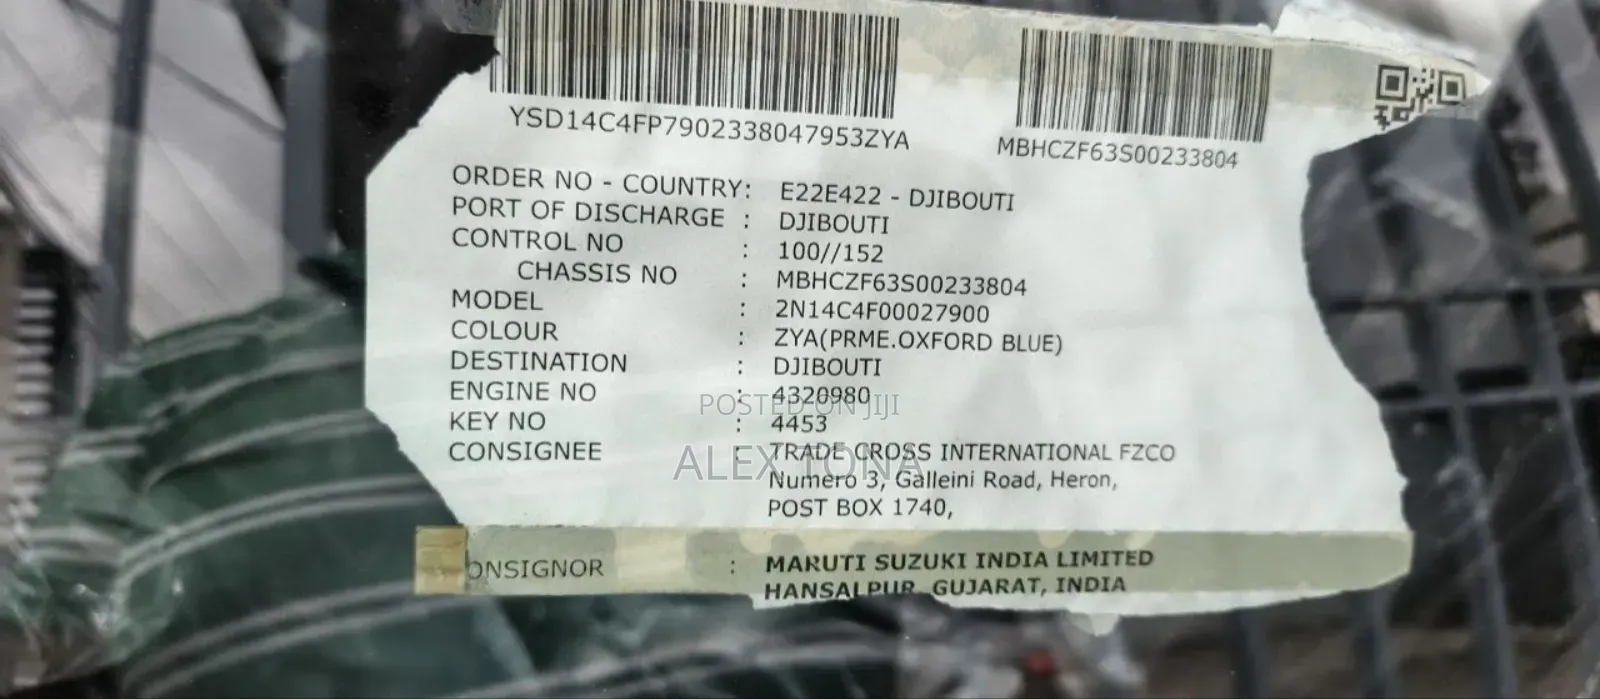 YSD14C4FP7902338047953ZYA
MBHCZF63S00233804
ORDER NO - COUNTRY: E22E422 - DJIBOUTI
PORT OF DISCHARGE : DJIBOUTI
CONTROL NO : 100//152
CHASSIS NO : MBHCZF63S00233804
MODEL : 2N14C4F00027900
COLOUR : ZYA(PRME.OXFORD BLUE)
DESTINATION : DJIBOUTI
ENGINE NO : 4320980
POSTED ON JIJI
KEY NO : 4453
CONSIGNEE : TRADE CROSS INTERNATIONAL FZCO
ALEX TONA
Numero 3, Galleini Road, Heron,
POST BOX 1740,
ONSIGNOR : MARUTI SUZUKI INDIA LIMITED
HANSALPUR, GUJARAT, INDIA